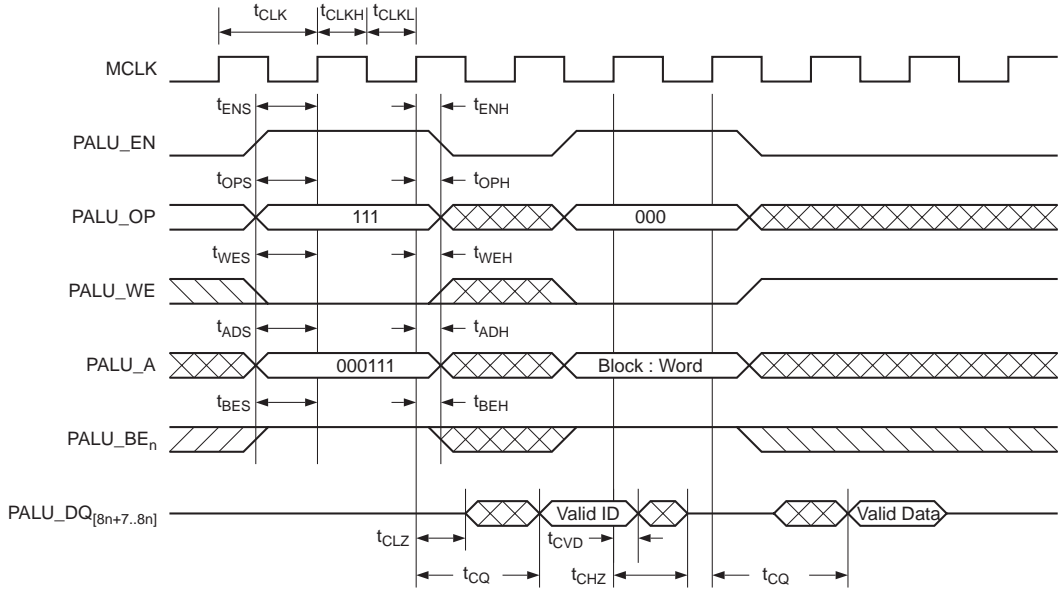 tCLK tCLKH tCLKL
MCLK
tENS tENH
PALU_EN
tOPS tOPH
PALU_OP 111 000
tWES tWEH
PALU_WE
tADS tADH
PALU_A 000111 Block : Word
tBES tBEH
PALU_BEn
PALU_DQ[8n+7..8n] Valid ID Valid Data
tCLZ tCVD
tCQ tCHZ tCQ